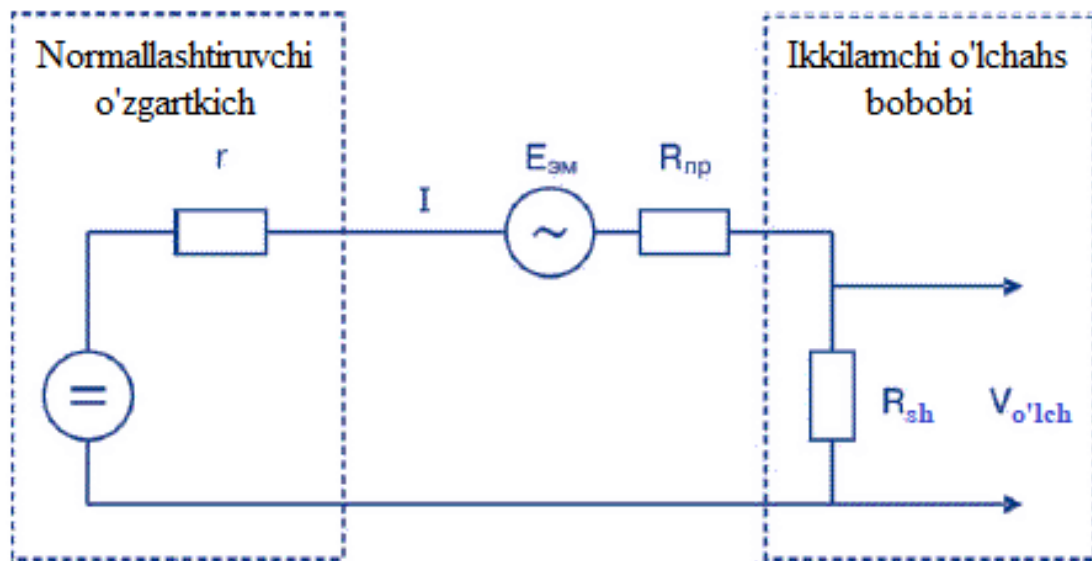 Normallashtiruvchi
o'zgartkich
Ikkilamchi o'lchahs
bobobi
r
I
Eэм
Rпр
Rsh
Vo'lch